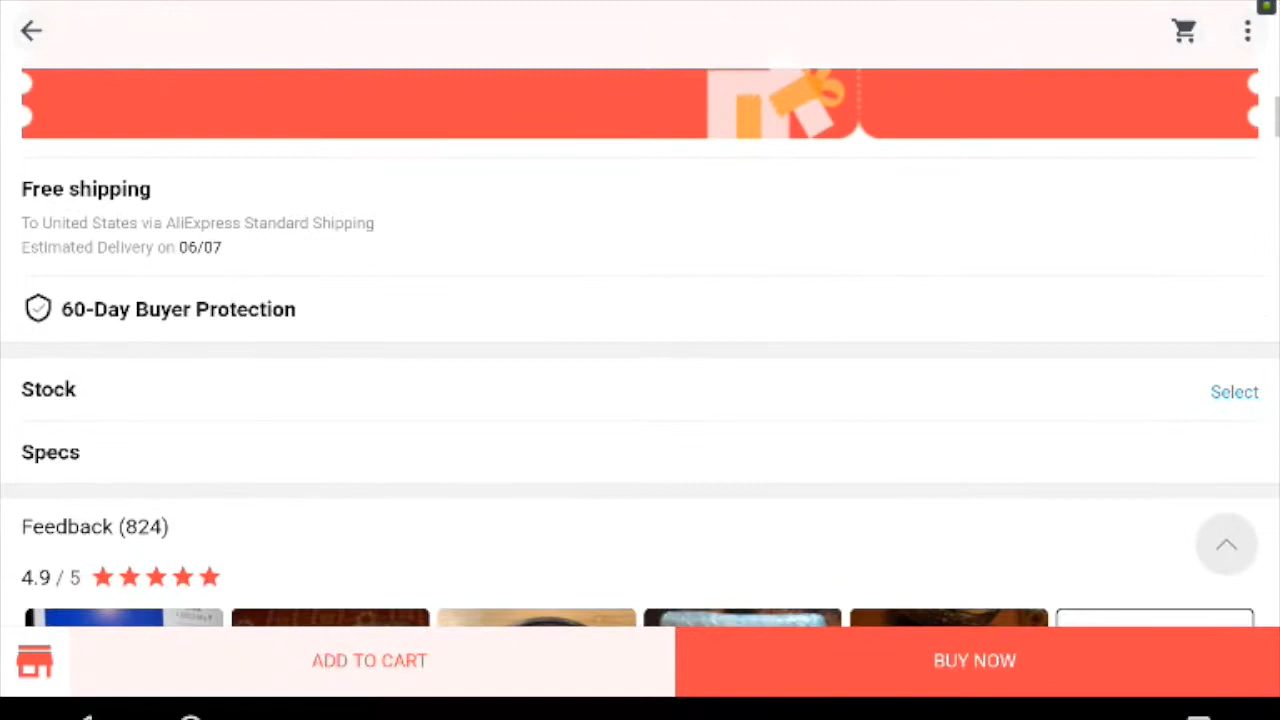 Free shipping
To United States via AliExpress Standard Shipping
Estimated Delivery on 06/07
60-Day Buyer Protection
Stock
Select
Specs
Feedback (824)
4.9 / 5
ADD TO CART
BUY NOW